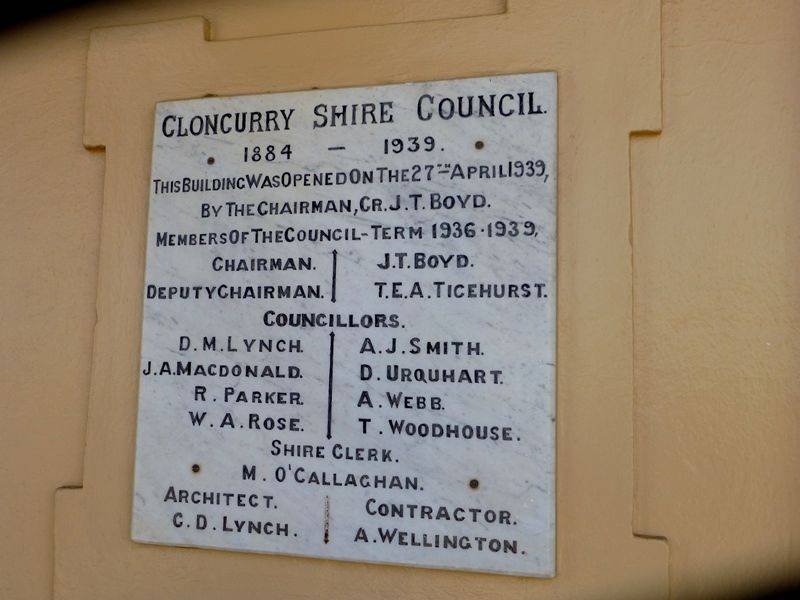 CLONCURRY SHIRE COUNCIL.
1884 — 1939.
THIS BUILDING WAS OPENED ON THE 27TH APRIL 1939,
BY THE CHAIRMAN, CR. J.T. BOYD.
MEMBERS OF THE COUNCIL-TERM 1936-1939,
CHAIRMAN. J.T. BOYD.
DEPUTY CHAIRMAN. T.E.A. TICEHURST.
COUNCILLORS.
D.M. LYNCH. A.J. SMITH.
J.A. MACDONALD. D. URQUHART.
R. PARKER. A. WEBB.
W.A. ROSE. T. WOODHOUSE.
SHIRE CLERK.
M. O'CALLAGHAN.
ARCHITECT. CONTRACTOR.
C.D. LYNCH. A. WELLINGTON.